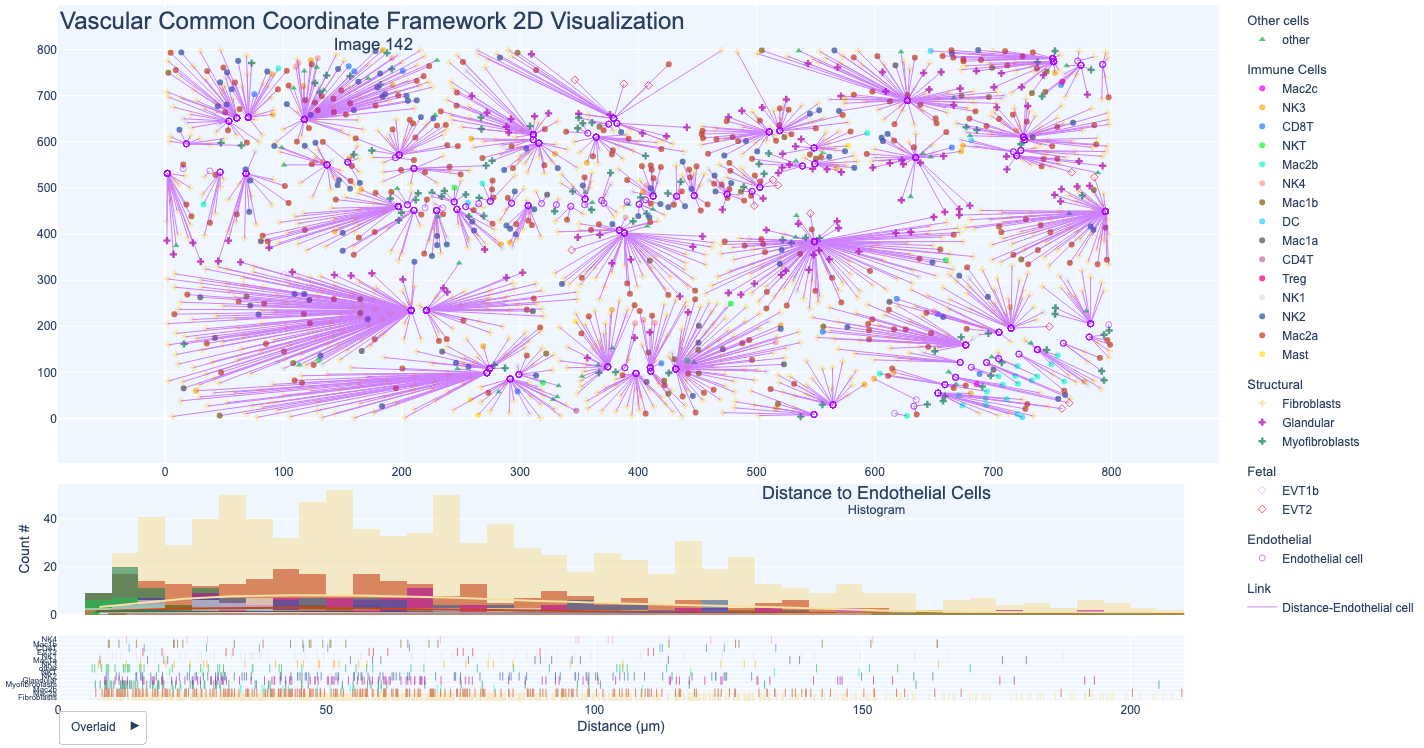 Vascular Common Coordinate Framework 2D Visualization
Image 142
800
700
600
500
400
300
200
100
0
0 100 200 300 400 500 600 700 800
Other cells
other
Immune Cells
Mac2c
NK3
CD8T
NKT
Mac2b
NK4
Mac1b
DC
Mac1a
CD4T
Treg
NK1
NK2
Mac2a
Mast
Structural
Fibroblasts
Glandular
Myofibroblasts
Fetal
EVT1b
EVT2
Endothelial
Endothelial cell
Link
Distance-Endothelial cell
Distance to Endothelial Cells
Histogram
Count #
40
20
0
NK4
Mac1b
Glandular
Myofibroblasts
Fibroblasts
0 50 100 150 200
Distance (μm)
Overlaid ▶